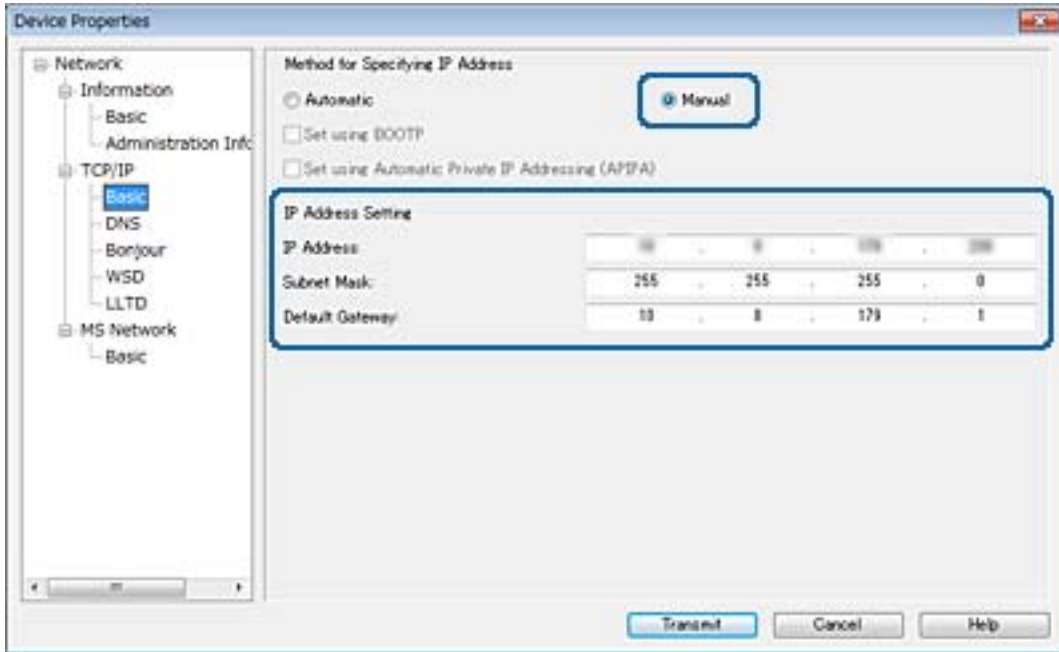 Device Properties
Network
Information
Basic
Administration Info
TCP/IP
Basic
DNS
Bonjour
WSD
LLTD
MS Network
Basic
Method for Specifying IP Address
Automatic
Manual
Set using BOOTP
Set using Automatic Private IP Addressing (APIPA)
IP Address Setting
IP Address
Subnet Mask: 255 . 255 . 255 . 0
Default Gateway: 10 . 8 . 179 . 1
Transmit Cancel Help